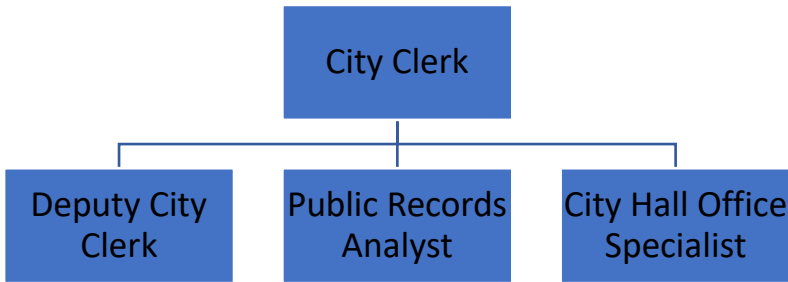 City Clerk
Deputy City
Clerk
Public Records
Analyst
City Hall Office
Specialist